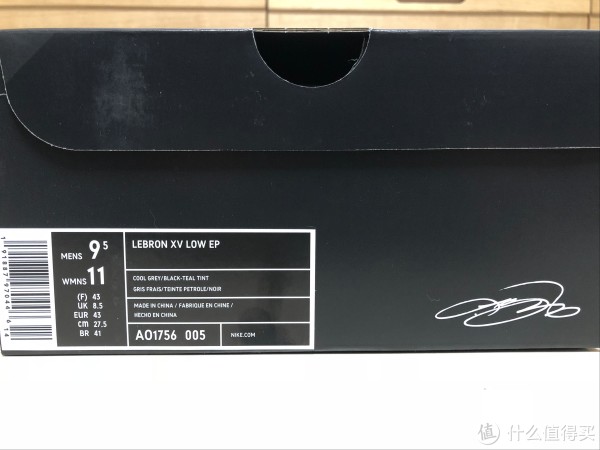 MENS 9.5
WMNS 11
(F) 43
UK 8.5
EUR 43
cm 27.5
BR 41
LEBRON XV LOW EP
COOL GREY/BLACK-TEAL TINT
GRIS FRAIS/TEINTE PETROLE/NOIR
MADE IN CHINA / FABRIQUE EN CHINE /
HECHO EN CHINA
AO1756 005
NIKE.COM
值 什么值得买